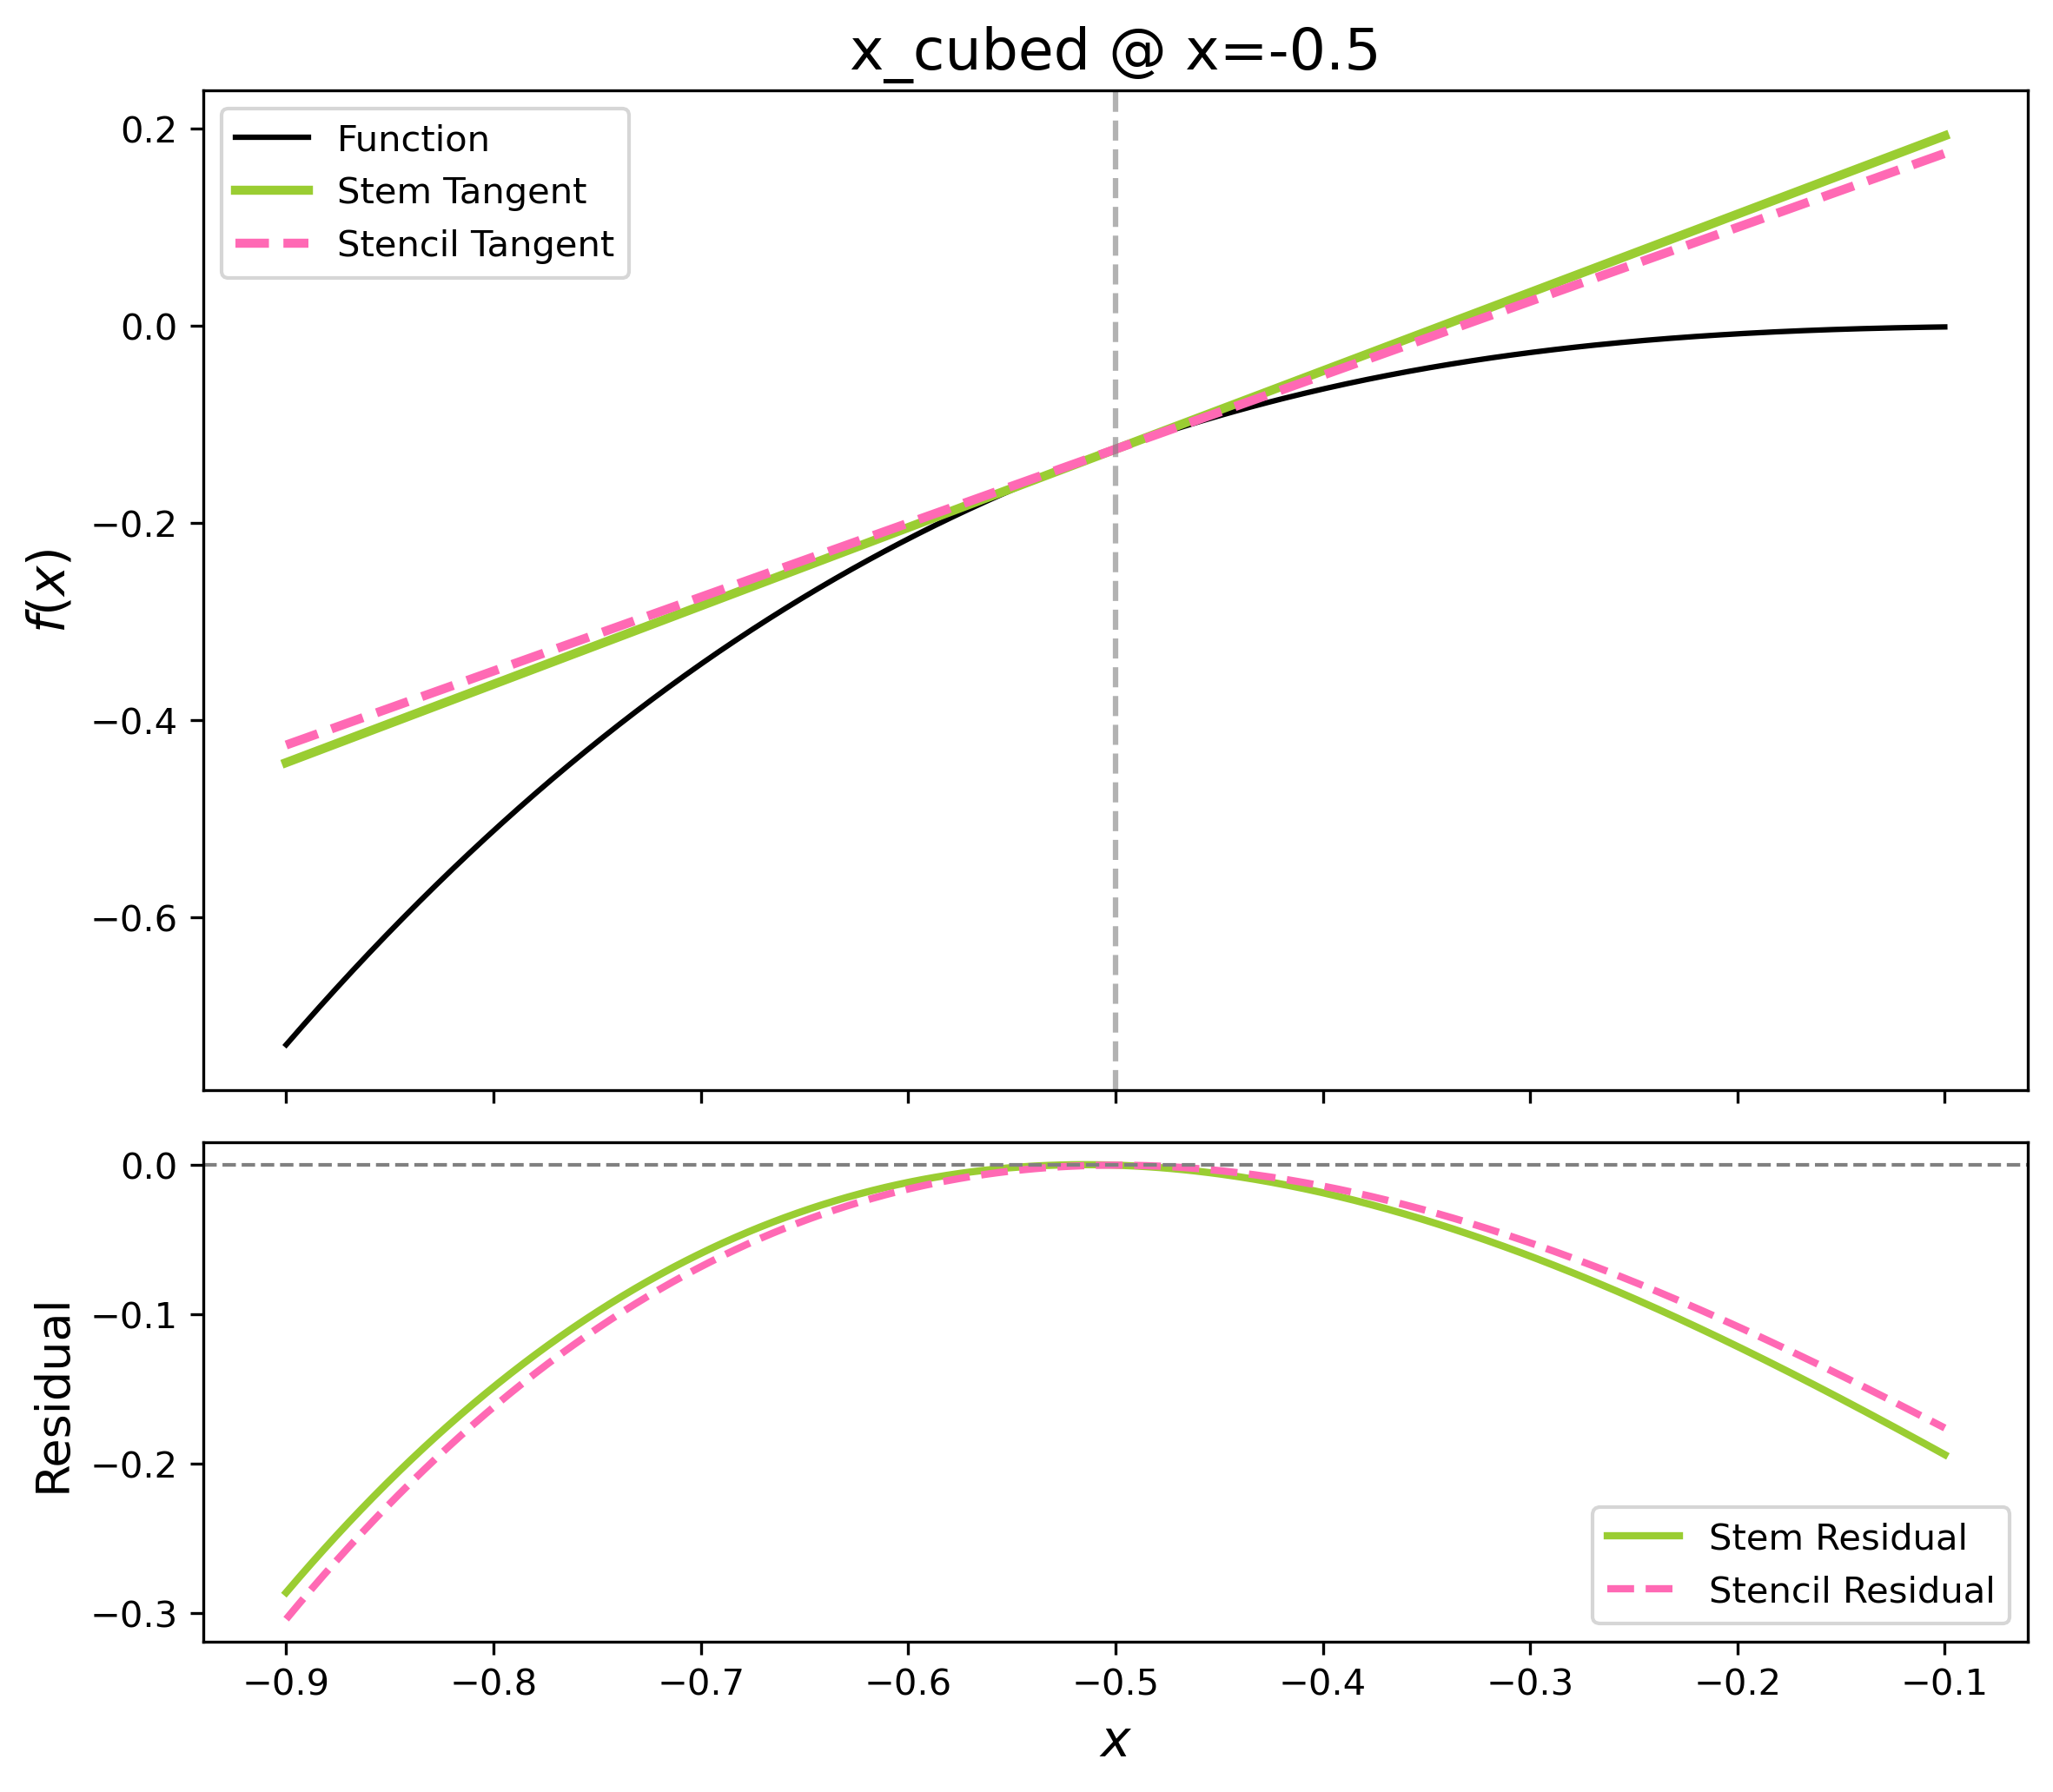 x_cubed @ x=-0.5
Function
Stem Tangent
Stencil Tangent
0.2
0.0
−0.2
−0.4
−0.6
f(x)
0.0
−0.1
−0.2
−0.3
Residual
Stem Residual
Stencil Residual
−0.9 −0.8 −0.7 −0.6 −0.5 −0.4 −0.3 −0.2 −0.1
x